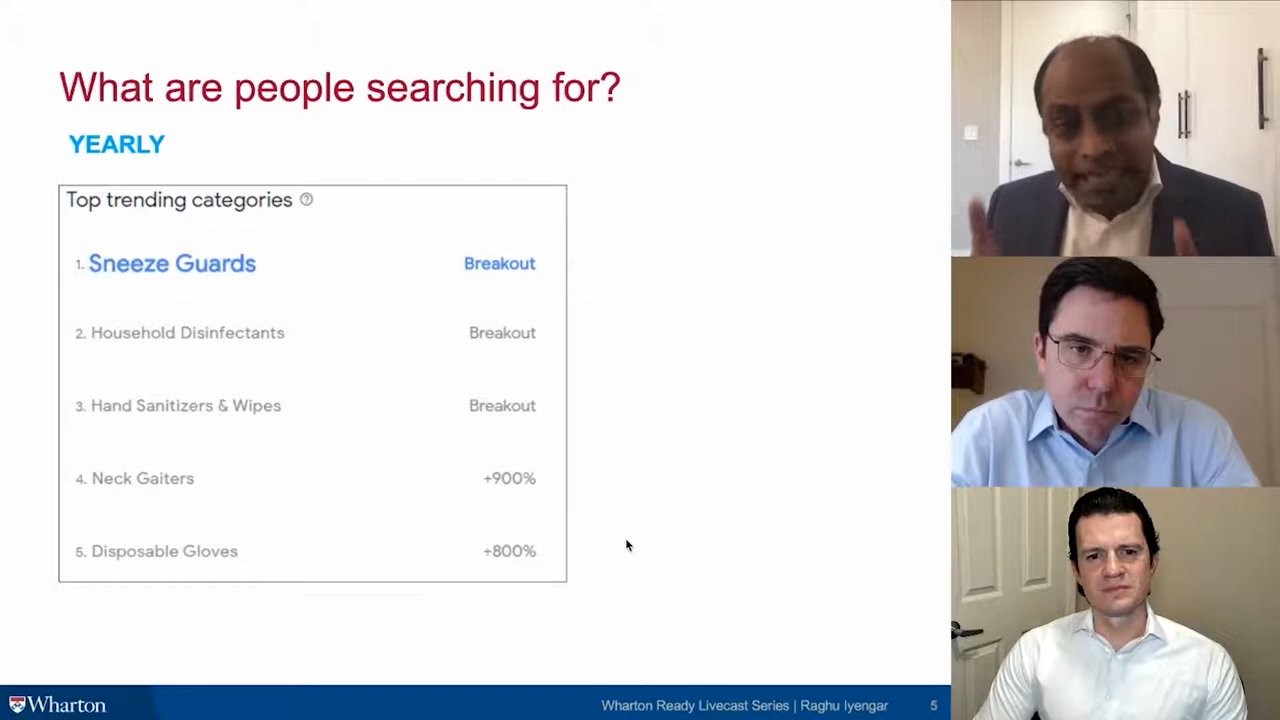 What are people searching for?
YEARLY
Top trending categories ?
1. Sneeze Guards Breakout
2. Household Disinfectants Breakout
3. Hand Sanitizers & Wipes Breakout
4. Neck Gaiters +900%
5. Disposable Gloves +800%
Wharton Wharton Ready Livecast Series | Raghu Iyengar 5